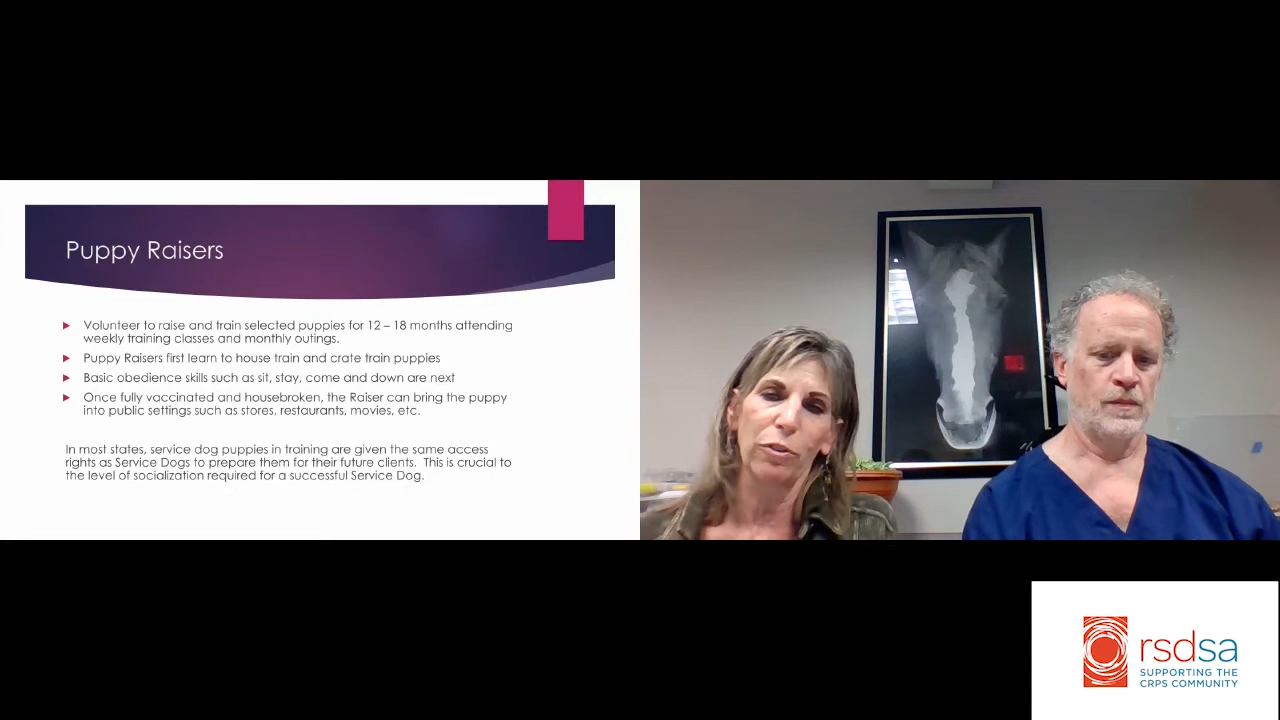 Puppy Raisers
Volunteer to raise and train selected puppies for 12 – 18 months attending
weekly training classes and monthly outings.
Puppy Raisers first learn to house train and crate train puppies
Basic obedience skills such as sit, stay, come and down are next
Once fully vaccinated and housebroken, the Raiser can bring the puppy
into public settings such as stores, restaurants, movies, etc.
In most states, service dog puppies in training are given the same access
rights as Service Dogs to prepare them for their future clients. This is crucial to
the level of socialization required for a successful Service Dog.
rsdsa
SUPPORTING THE
CRPS COMMUNITY